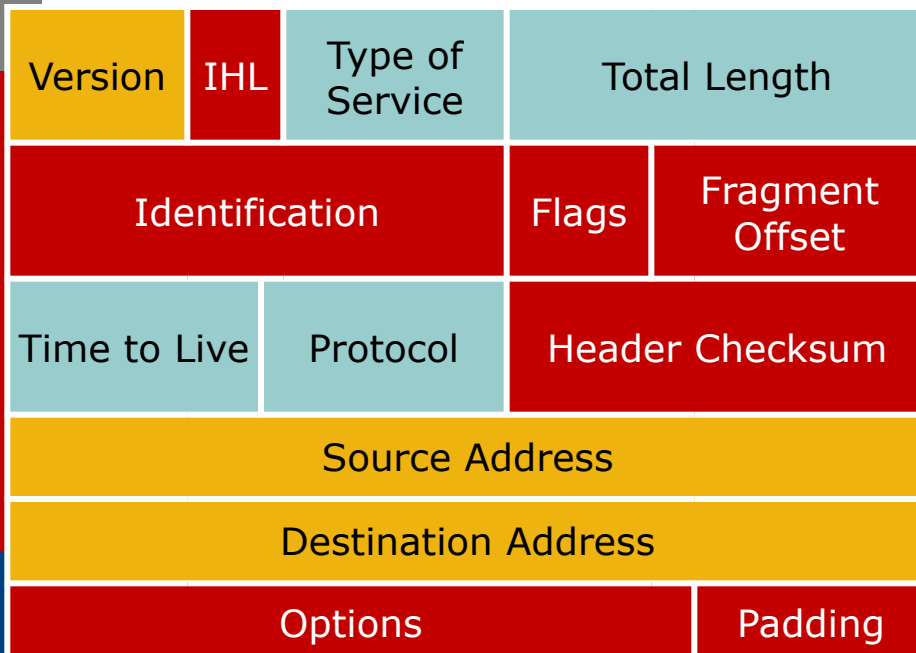 Version IHL Type of Service Total Length
Identification Flags Fragment Offset
Time to Live Protocol Header Checksum
Source Address
Destination Address
Options Padding